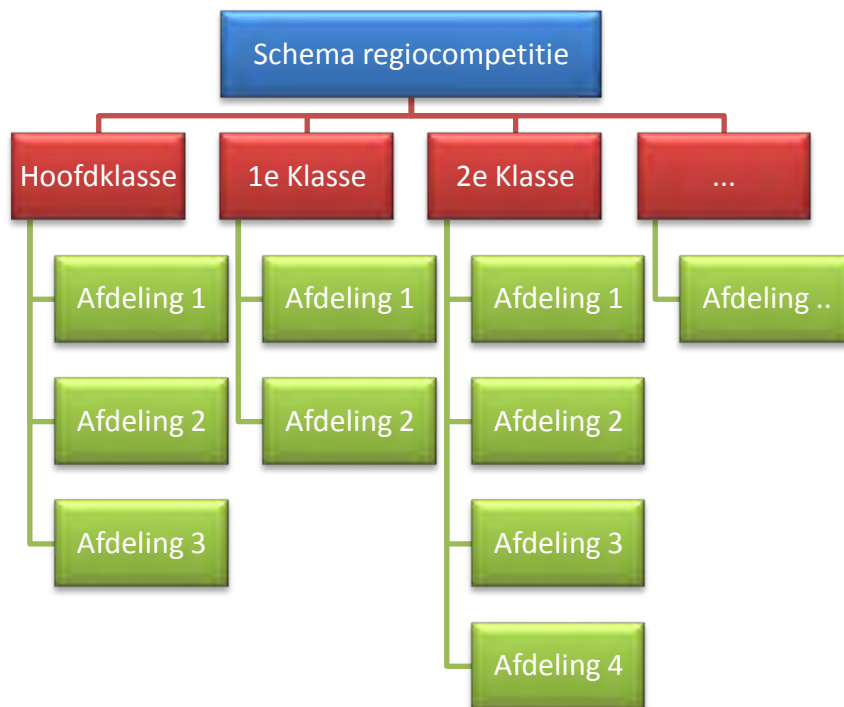 Schema regiocompetitie
Hoofdklasse
1e Klasse
2e Klasse
...
Afdeling 1
Afdeling 1
Afdeling 1
Afdeling ..
Afdeling 2
Afdeling 2
Afdeling 2
Afdeling 3
Afdeling 3
Afdeling 4